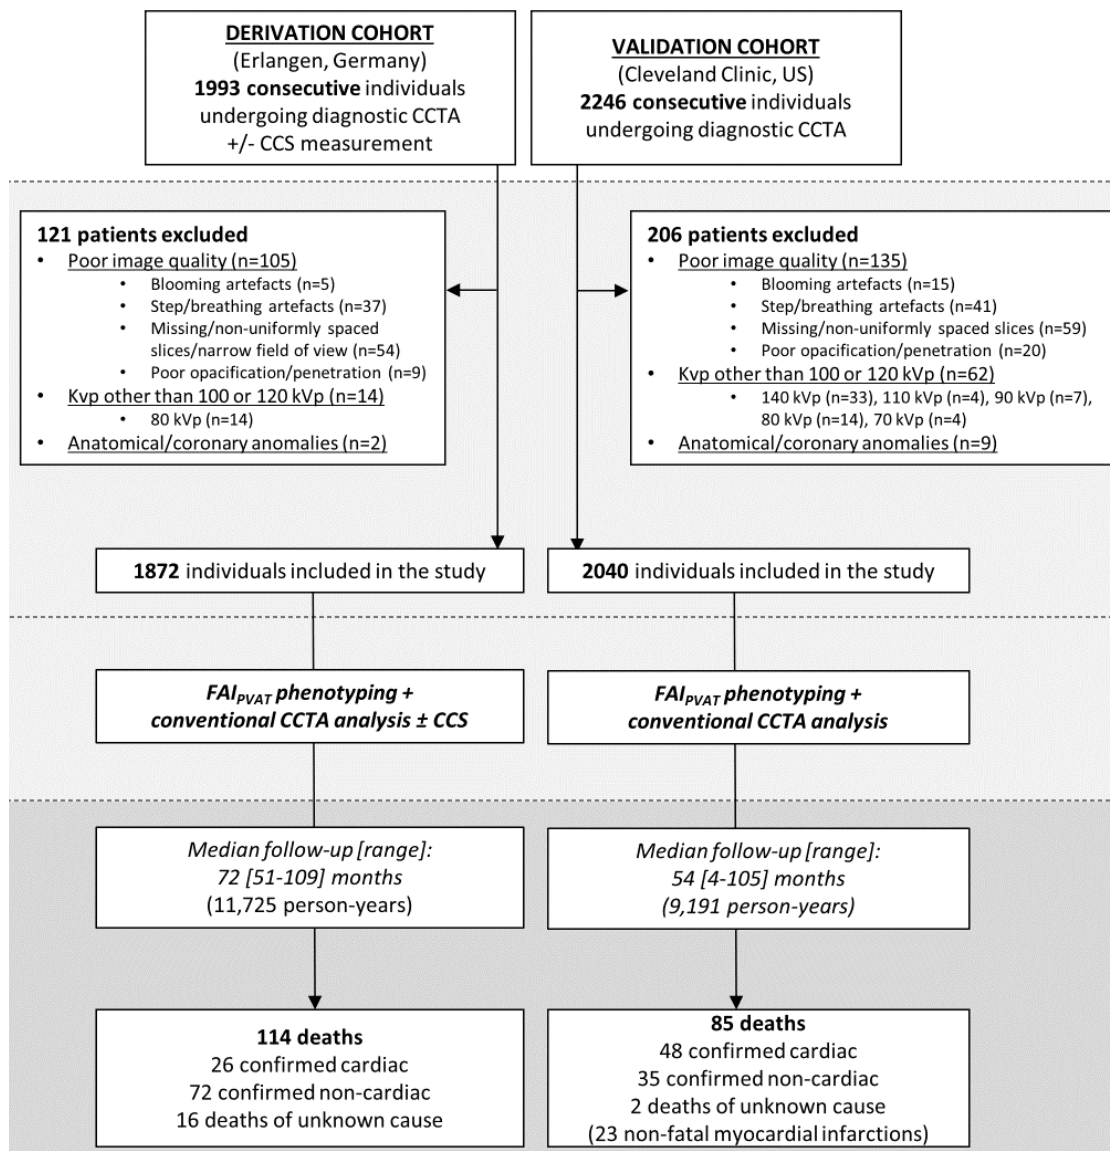 DERIVATION COHORT
(Erlangen, Germany)
1993 consecutive individuals
undergoing diagnostic CCTA
+/- CCS measurement
VALIDATION COHORT
(Cleveland Clinic, US)
2246 consecutive individuals
undergoing diagnostic CCTA
121 patients excluded
• Poor image quality (n=105)
• Blooming artefacts (n=5)
• Step/breathing artefacts (n=37)
• Missing/non-uniformly spaced
slices/narrow field of view (n=54)
• Poor opacification/penetration (n=9)
• Kvp other than 100 or 120 kVp (n=14)
• 80 kVp (n=14)
• Anatomical/coronary anomalies (n=2)
206 patients excluded
• Poor image quality (n=135)
• Blooming artefacts (n=15)
• Step/breathing artefacts (n=41)
• Missing/non-uniformly spaced slices (n=59)
• Poor opacification/penetration (n=20)
• Kvp other than 100 or 120 kVp (n=62)
• 140 kVp (n=33), 110 kVp (n=4), 90 kVp (n=7),
80 kVp (n=14), 70 kVp (n=4)
• Anatomical/coronary anomalies (n=9)
1872 individuals included in the study
2040 individuals included in the study
FAIPVAT phenotyping +
conventional CCTA analysis ± CCS
FAIPVAT phenotyping +
conventional CCTA analysis
Median follow-up [range]:
72 [51-109] months
(11,725 person-years)
Median follow-up [range]:
54 [4-105] months
(9,191 person-years)
114 deaths
26 confirmed cardiac
72 confirmed non-cardiac
16 deaths of unknown cause
85 deaths
48 confirmed cardiac
35 confirmed non-cardiac
2 deaths of unknown cause
(23 non-fatal myocardial infarctions)